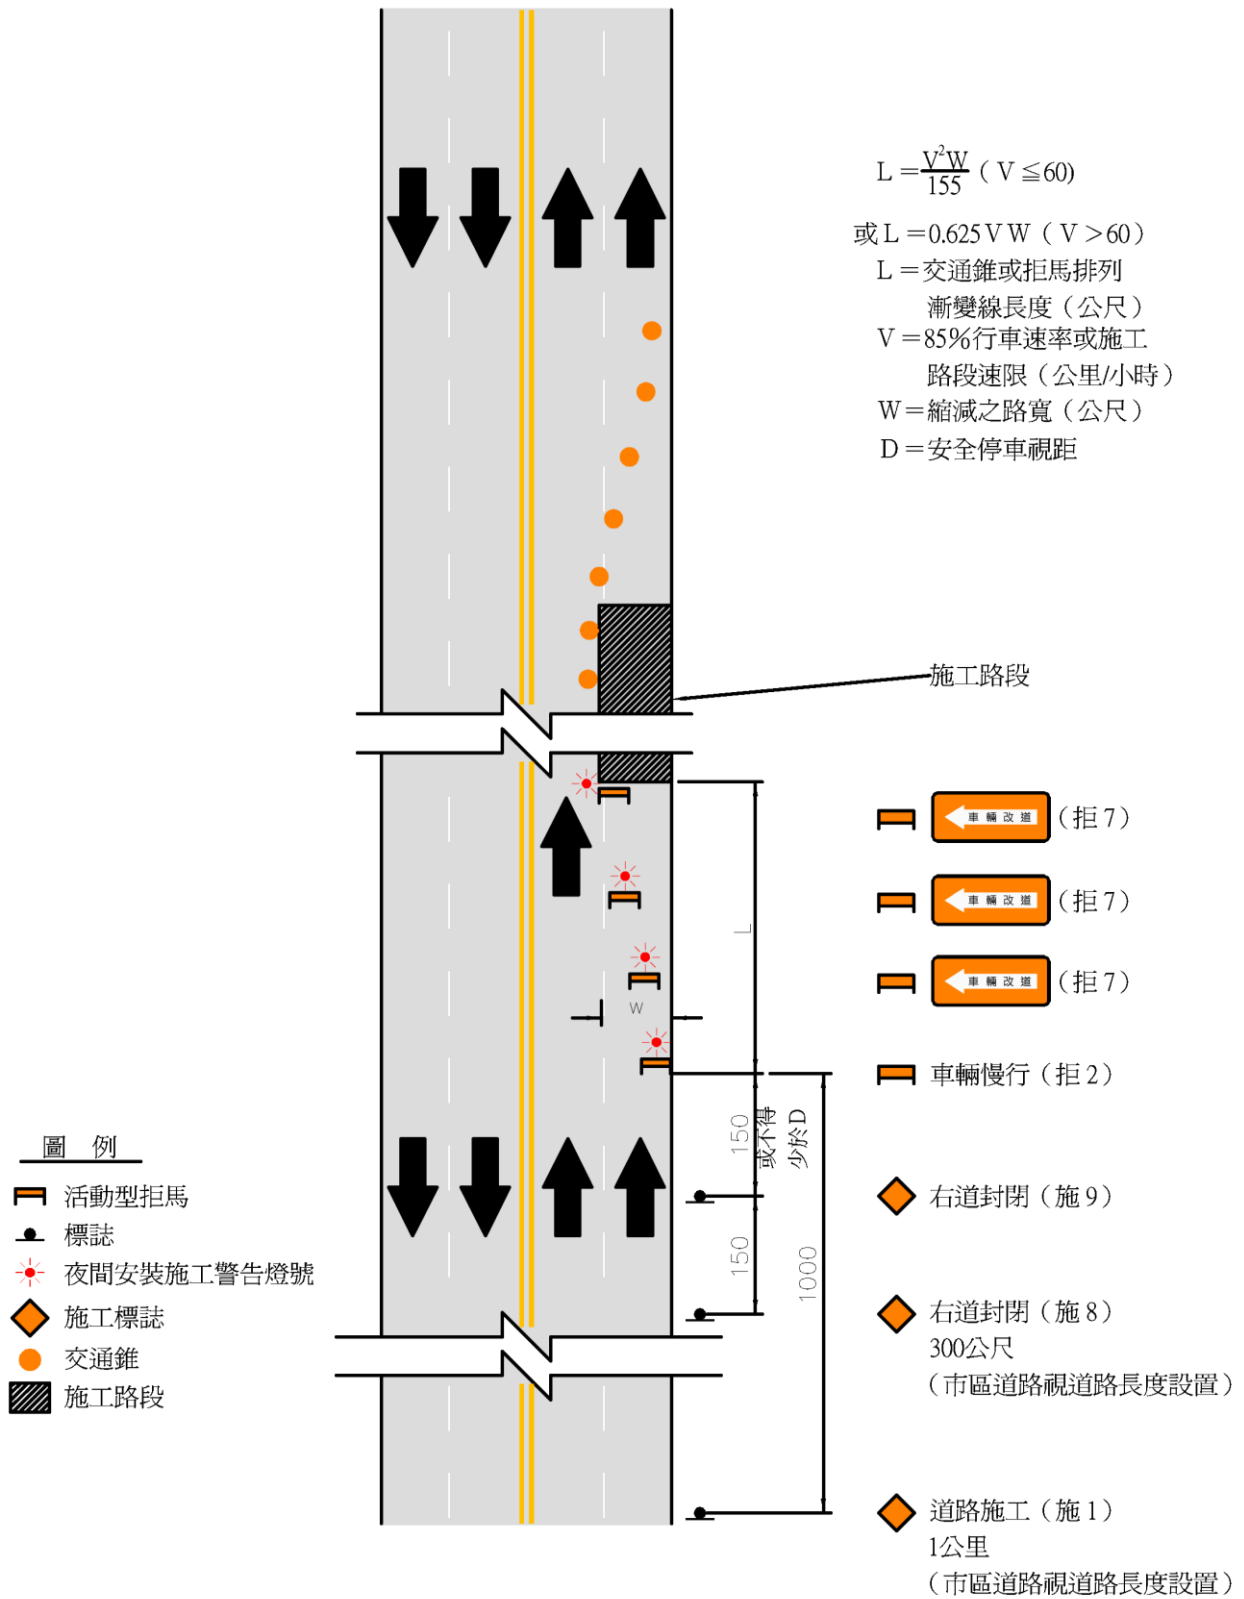 L＝V²W/155（V≦60)
或L＝0.625VW（V＞60）
L＝交通錐或拒馬排列
漸變線長度（公尺）
V＝85%行車速率或施工
路段速限（公里/小時）
W＝縮減之路寬（公尺）
D＝安全停車視距
施工路段
車輛改道
（拒7）
車輛改道
（拒7）
車輛改道
（拒7）
L
W
車輛慢行（拒2）
150
或不得
少於D
150
1000
右道封閉（施9）
右道封閉（施8）
300公尺
（市區道路視道路長度設置）
道路施工（施1）
1公里
（市區道路視道路長度設置）
圖 例
活動型拒馬
標誌
夜間安裝施工警告燈號
施工標誌
交通錐
施工路段